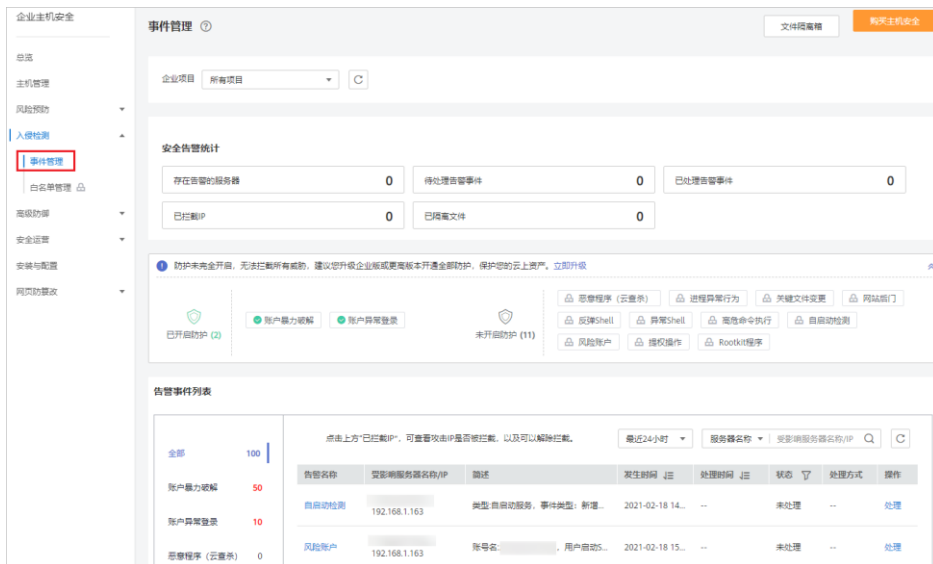 企业主机安全
总览
主机管理
风险预防
入侵检测
事件管理
白名单管理
高级防御
安全运营
安装与配置
网页防篡改
事件管理
文件隔离箱
购买主机安全
企业项目 所有项目
安全告警统计
存在告警的服务器 0
待处理告警事件 0
已处理告警事件 0
已拦截IP 0
已隔离文件 0
防护未完全开启，无法拦截所有威胁，建议您升级企业版或更高版本开通全部防护，保护您的云上资产。立即升级
已开启防护 (2)
账户暴力破解 账户异常登录
未开启防护 (11)
恶意程序（云查杀） 进程异常行为 关键文件变更 网站后门
反弹Shell 异常Shell 高危命令执行 自启动检测
风险账户 提权操作 Rootkit程序
告警事件列表
全部 100
账户暴力破解 50
账户异常登录 10
恶意程序（云查杀） 0
点击上方“已拦截IP”，可查看攻击IP是否被拦截，以及可以解除拦截。
最近24小时 服务器名称 受影响服务器名称/IP
告警名称 受影响服务器名称/IP 简述 发生时间 处理时间 状态 处理方式 操作
自启动检测 192.168.1.163 类型:自启动服务，事件类型：新增... 2021-02-18 14... -- 未处理 -- 处理
风险账户 192.168.1.163 账号名: ，用户启动S... 2021-02-18 15... -- 未处理 -- 处理